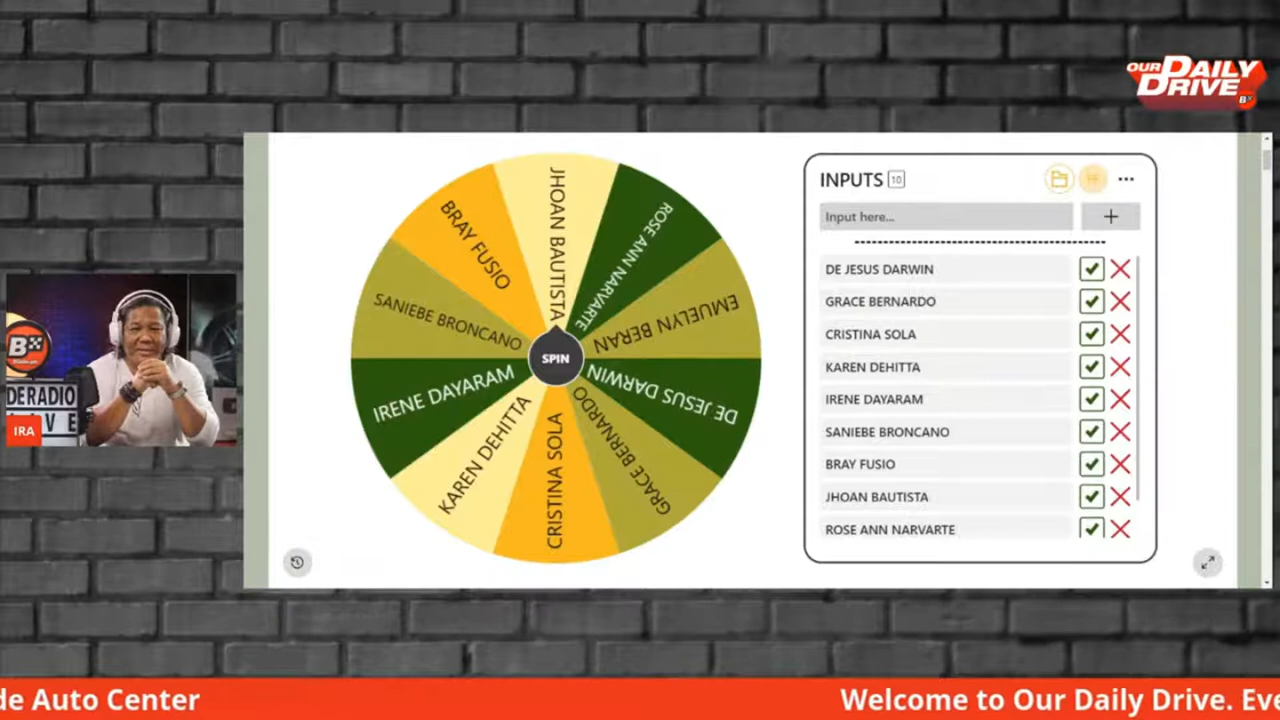 OUR DAILY DRIVE
BX
JHOAN BAUTISTA
ROSE ANN NARVARTE
EMUELYN BERAN
DE JESUS DARWIN
GRACE BERNARDO
CRISTINA SOLA
KAREN DEHITTA
IRENE DAYARAM
SANIEBE BRONCANO
BRAY FUSIO
SPIN
INPUTS 10
Input here...
+
DE JESUS DARWIN
GRACE BERNARDO
CRISTINA SOLA
KAREN DEHITTA
IRENE DAYARAM
SANIEBE BRONCANO
BRAY FUSIO
JHOAN BAUTISTA
ROSE ANN NARVARTE
BX
DERADIO
LIVE
IRA
de Auto Center
Welcome to Our Daily Drive. Eve